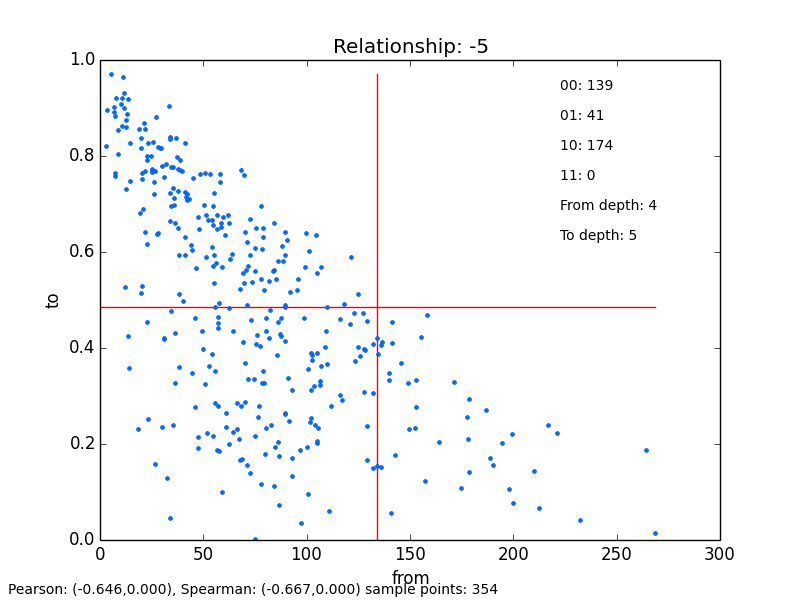 Relationship: -5
1.0
0.8
0.6
0.4
0.2
0.0
to
00: 139
01: 41
10: 174
11: 0
From depth: 4
To depth: 5
0 50 100 150 200 250 300
from
Pearson: (-0.646,0.000), Spearman: (-0.667,0.000) sample points: 354